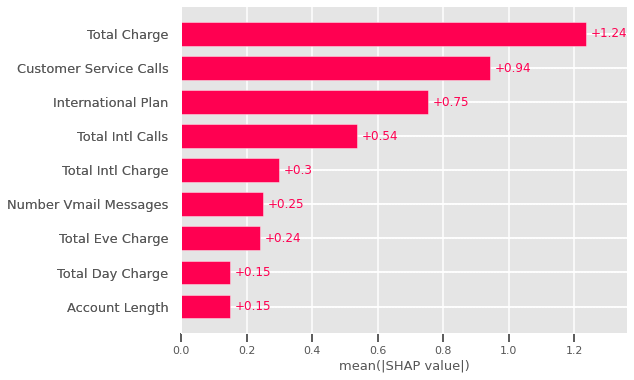 Total Charge +1.24
Customer Service Calls +0.94
International Plan +0.75
Total Intl Calls +0.54
Total Intl Charge +0.3
Number Vmail Messages +0.25
Total Eve Charge +0.24
Total Day Charge +0.15
Account Length +0.15
0.0 0.2 0.4 0.6 0.8 1.0 1.2
mean(|SHAP value|)